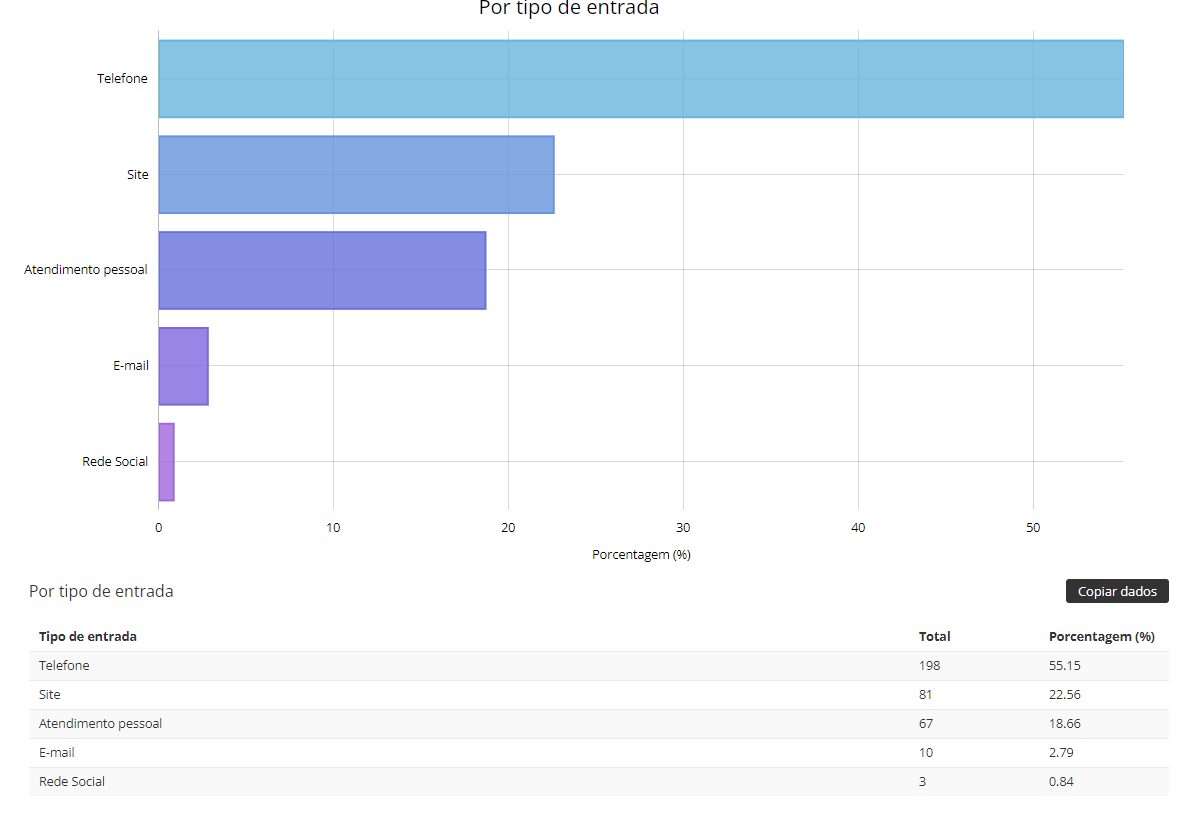 Por tipo de entrada
Telefone
Site
Atendimento pessoal
E-mail
Rede Social
0 10 20 30 40 50
Porcentagem (%)
Por tipo de entrada Copiar dados
Tipo de entrada Total Porcentagem (%)
Telefone 198 55.15
Site 81 22.56
Atendimento pessoal 67 18.66
E-mail 10 2.79
Rede Social 3 0.84